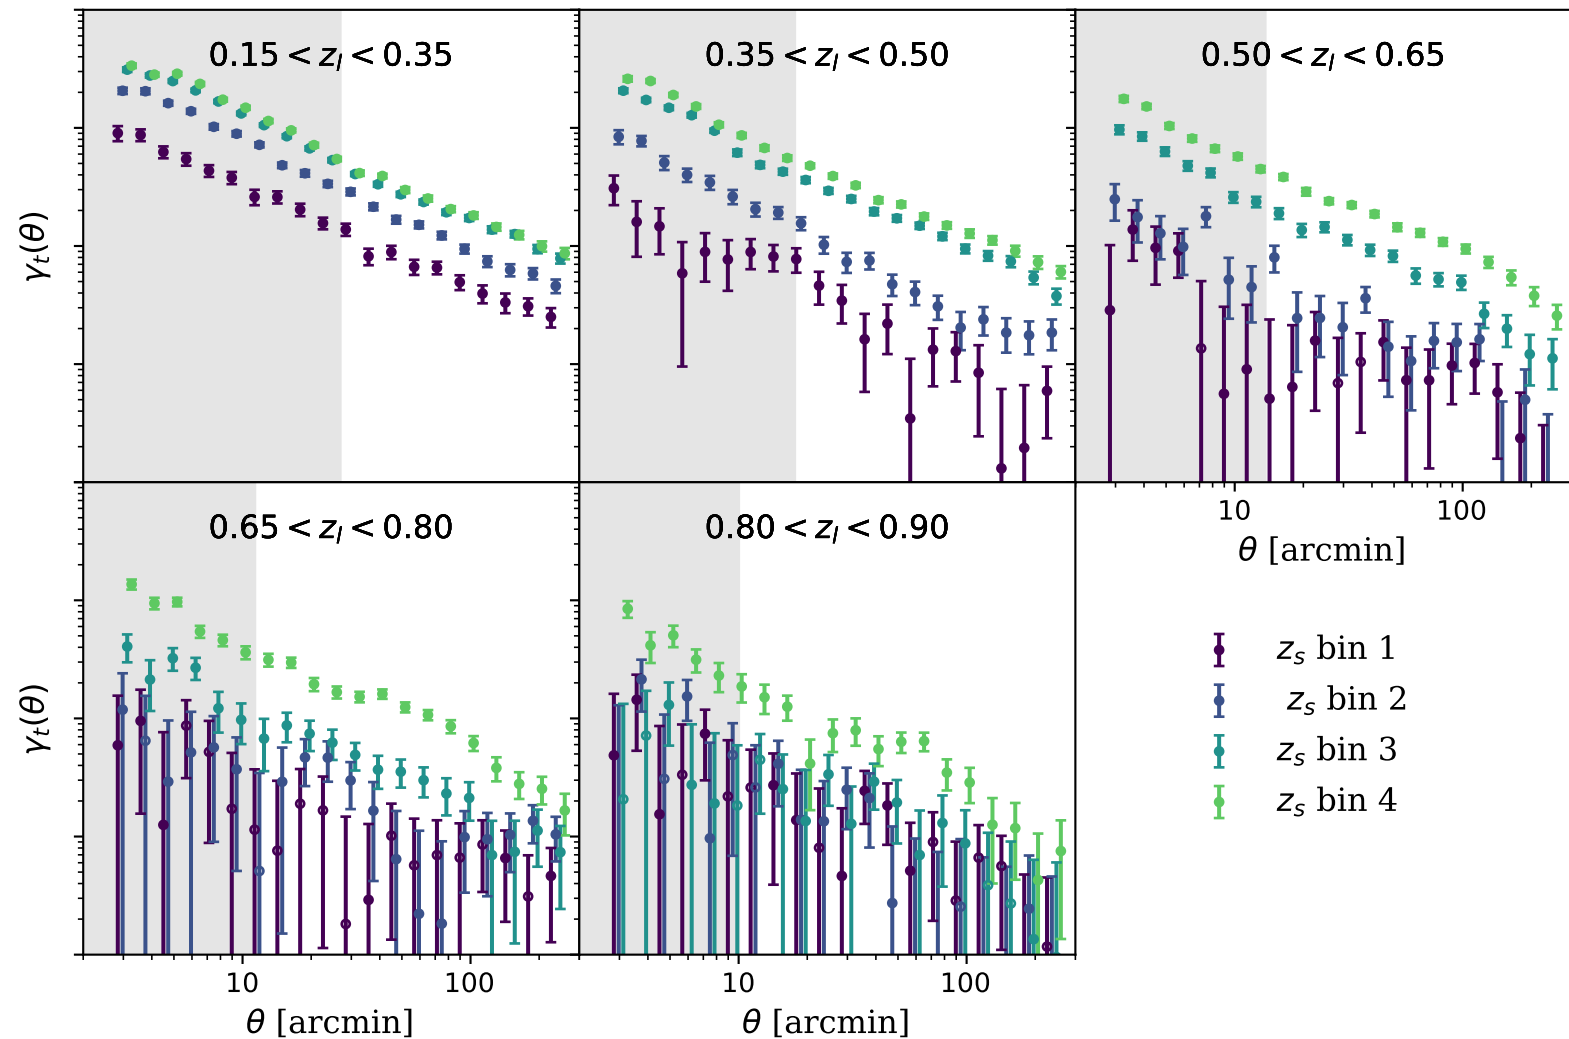 0.15 < z_l < 0.35
0.35 < z_l < 0.50
0.50 < z_l < 0.65
γ_t(θ)
10 100
θ [arcmin]
0.65 < z_l < 0.80
0.80 < z_l < 0.90
γ_t(θ)
z_s bin 1
z_s bin 2
z_s bin 3
z_s bin 4
10 100
10 100
θ [arcmin]
θ [arcmin]